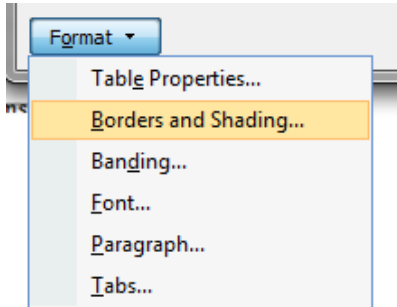 Format
Table Properties...
Borders and Shading...
Banding...
Font...
Paragraph...
Tabs...